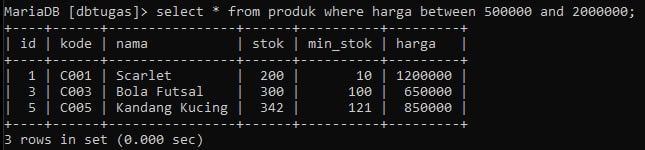 MariaDB [dbtugas]> select * from produk where harga between 500000 and 2000000;
+----+------+----------------+------+----------+---------+
| id | kode | nama           | stok | min_stok | harga   |
+----+------+----------------+------+----------+---------+
|  1 | C001 | Scarlet        |  200 |       10 | 1200000 |
|  3 | C003 | Bola Futsal    |  300 |      100 |  650000 |
|  5 | C005 | Kandang Kucing |  342 |      121 |  850000 |
+----+------+----------------+------+----------+---------+
3 rows in set (0.000 sec)